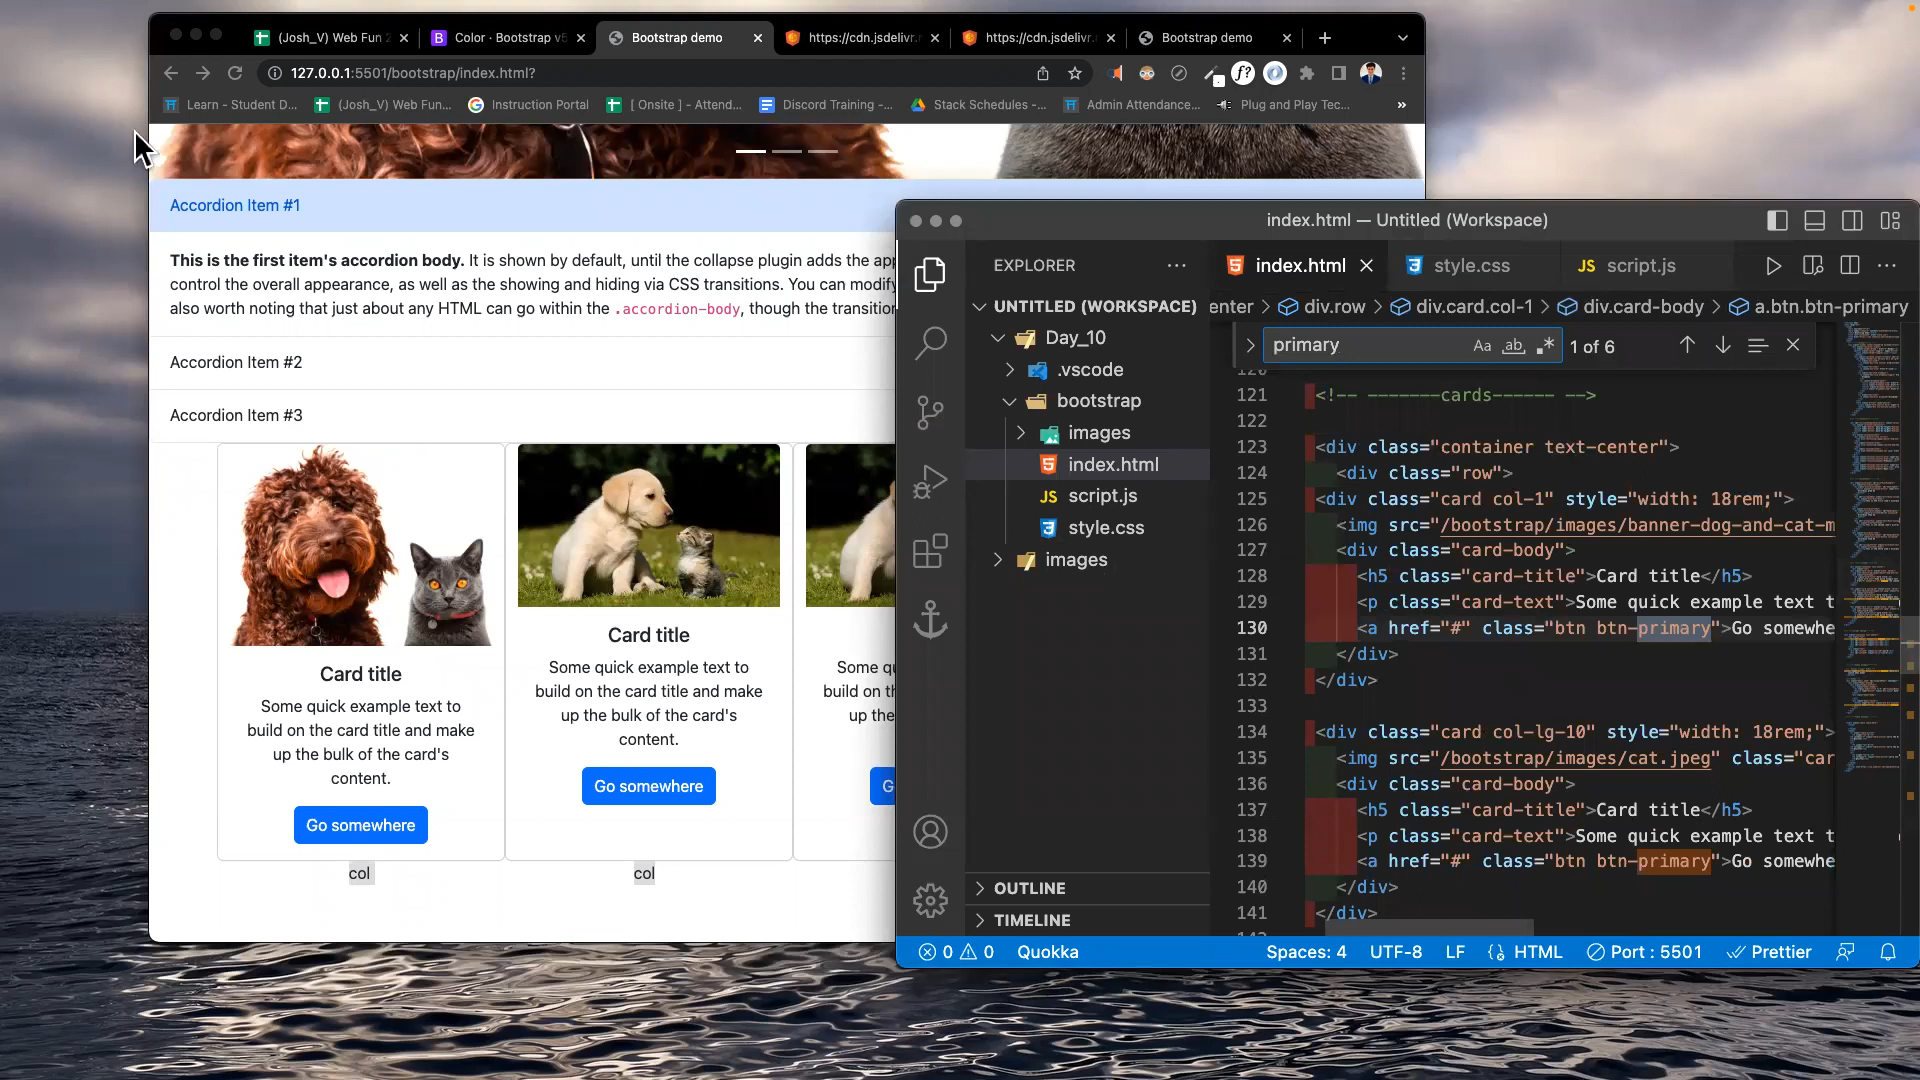 (Josh_V) Web Fun 2
Color · Bootstrap v5
Bootstrap demo
https://cdn.jsdelivr.n
https://cdn.jsdelivr.n
Bootstrap demo
127.0.0.1:5501/bootstrap/index.html?
Learn - Student D...
(Josh_V) Web Fun...
Instruction Portal
[ Onsite ] - Attend...
Discord Training -...
Stack Schedules -...
Admin Attendance...
Plug and Play Tec...
Accordion Item #1
This is the first item's accordion body. It is shown by default, until the collapse plugin adds the app
control the overall appearance, as well as the showing and hiding via CSS transitions. You can modify
also worth noting that just about any HTML can go within the .accordion-body, though the transition
Accordion Item #2
Accordion Item #3
Card title
Some quick example text to
build on the card title and make
up the bulk of the card's
content.
Go somewhere
col
Card title
Some quick example text to
build on the card title and make
up the bulk of the card's
content.
Go somewhere
col
Some qu
build on th
up the
G
index.html — Untitled (Workspace)
EXPLORER
UNTITLED (WORKSPACE)
Day_10
.vscode
bootstrap
images
index.html
script.js
style.css
images
OUTLINE
TIMELINE
index.html
style.css
script.js
enter > div.row > div.card.col-1 > div.card-body > a.btn.btn-primary
primary
Aa ab .* 1 of 6
120
121 <!-- -------cards------ -->
122
123 <div class="container text-center">
124 <div class="row">
125 <div class="card col-1" style="width: 18rem;">
126 <img src="/bootstrap/images/banner-dog-and-cat-m
127 <div class="card-body">
128 <h5 class="card-title">Card title</h5>
129 <p class="card-text">Some quick example text t
130 <a href="#" class="btn btn-primary">Go somewhe
131 </div>
132 </div>
133
134 <div class="card col-lg-10" style="width: 18rem;">
135 <img src="/bootstrap/images/cat.jpeg" class="car
136 <div class="card-body">
137 <h5 class="card-title">Card title</h5>
138 <p class="card-text">Some quick example text t
139 <a href="#" class="btn btn-primary">Go somewhe
140 </div>
141 </div>
0 0 Quokka
Spaces: 4 UTF-8 LF {} HTML Port : 5501 Prettier